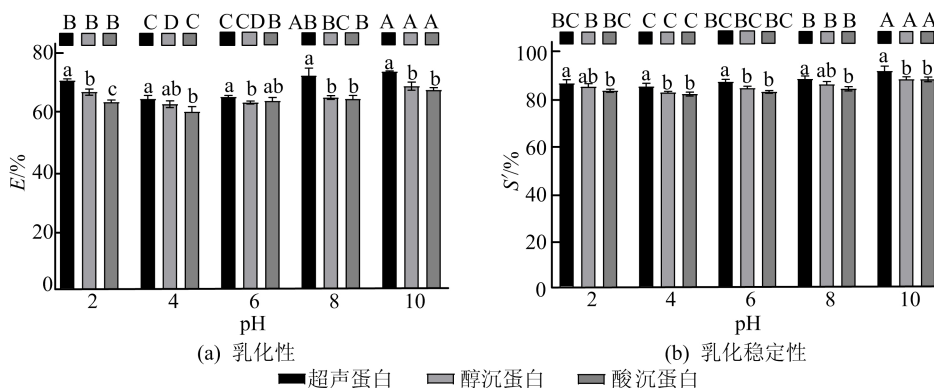 B B B C D C C CD B AB BC B A A A
80
a b c a ab b a b ab a b b a b b
60
E/%
40
20
0
2 4 6 8 10
pH
(a) 乳化性
BC B BC C C C BC BC BC B B B A A A
100
a ab b a b b a b b a ab b a b b
80
60
S′/%
40
20
0
2 4 6 8 10
pH
(b) 乳化稳定性
超声蛋白 醇沉蛋白 酸沉蛋白